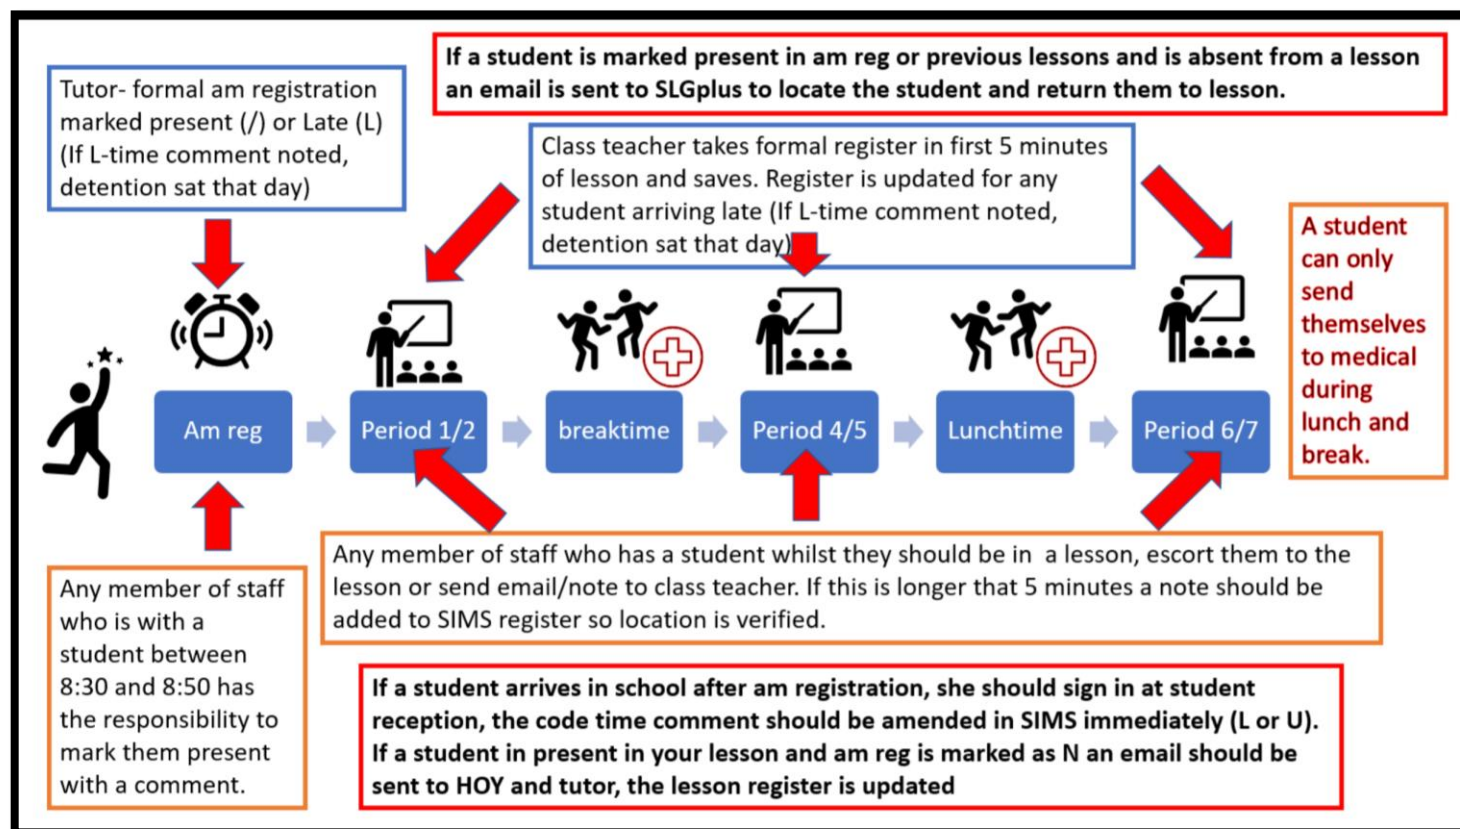 If a student is marked present in am reg or previous lessons and is absent from a lesson
an email is sent to SLGplus to locate the student and return them to lesson.
Tutor- formal am registration
marked present (/) or Late (L)
(If L-time comment noted,
detention sat that day)
Class teacher takes formal register in first 5 minutes
of lesson and saves. Register is updated for any
student arriving late (If L-time comment noted,
detention sat that day)
A student
can only
send
themselves
to medical
during
lunch and
break.
Am reg
Period 1/2
breaktime
Period 4/5
Lunchtime
Period 6/7
Any member of staff
who is with a
student between
8:30 and 8:50 has
the responsibility to
mark them present
with a comment.
Any member of staff who has a student whilst they should be in  a lesson, escort them to the
lesson or send email/note to class teacher. If this is longer that 5 minutes a note should be
added to SIMS register so location is verified.
If a student arrives in school after am registration, she should sign in at student
reception, the code time comment should be amended in SIMS immediately (L or U).
If a student in present in your lesson and am reg is marked as N an email should be
sent to HOY and tutor, the lesson register is updated